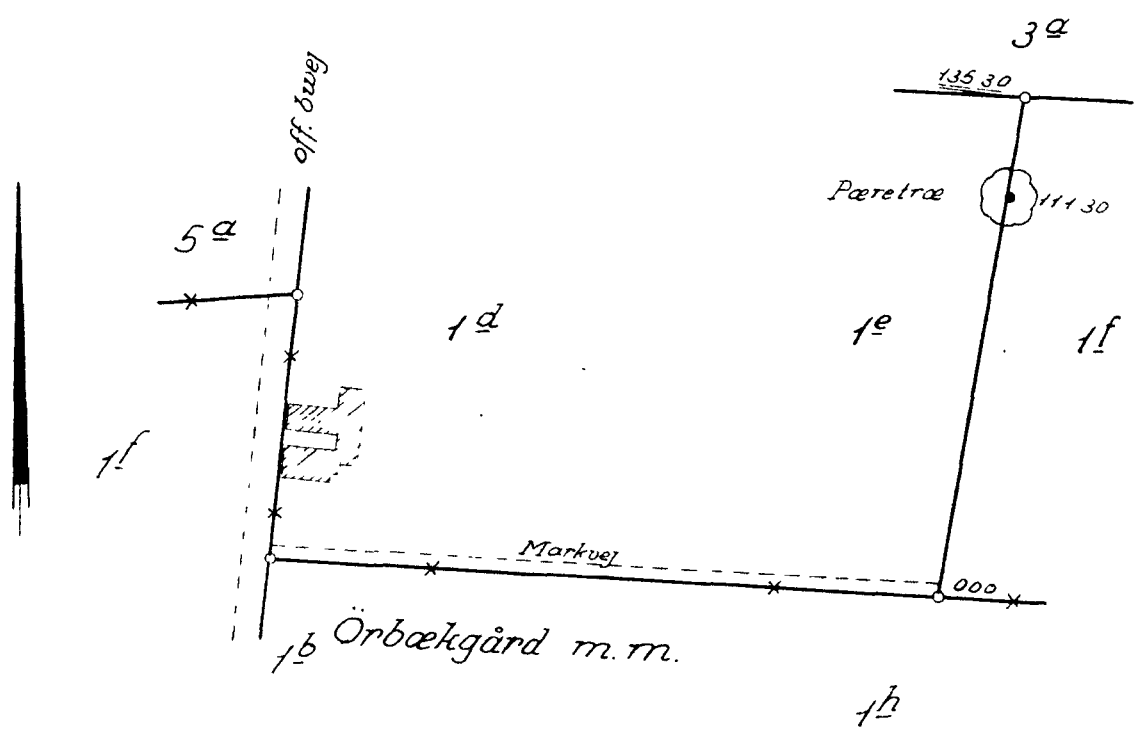 3a
135 30
off. bvej
Pæretræ
111 30
5a
1d
1e
1f
1f
Markvej
000
1b Örbækgård m.m.
1h